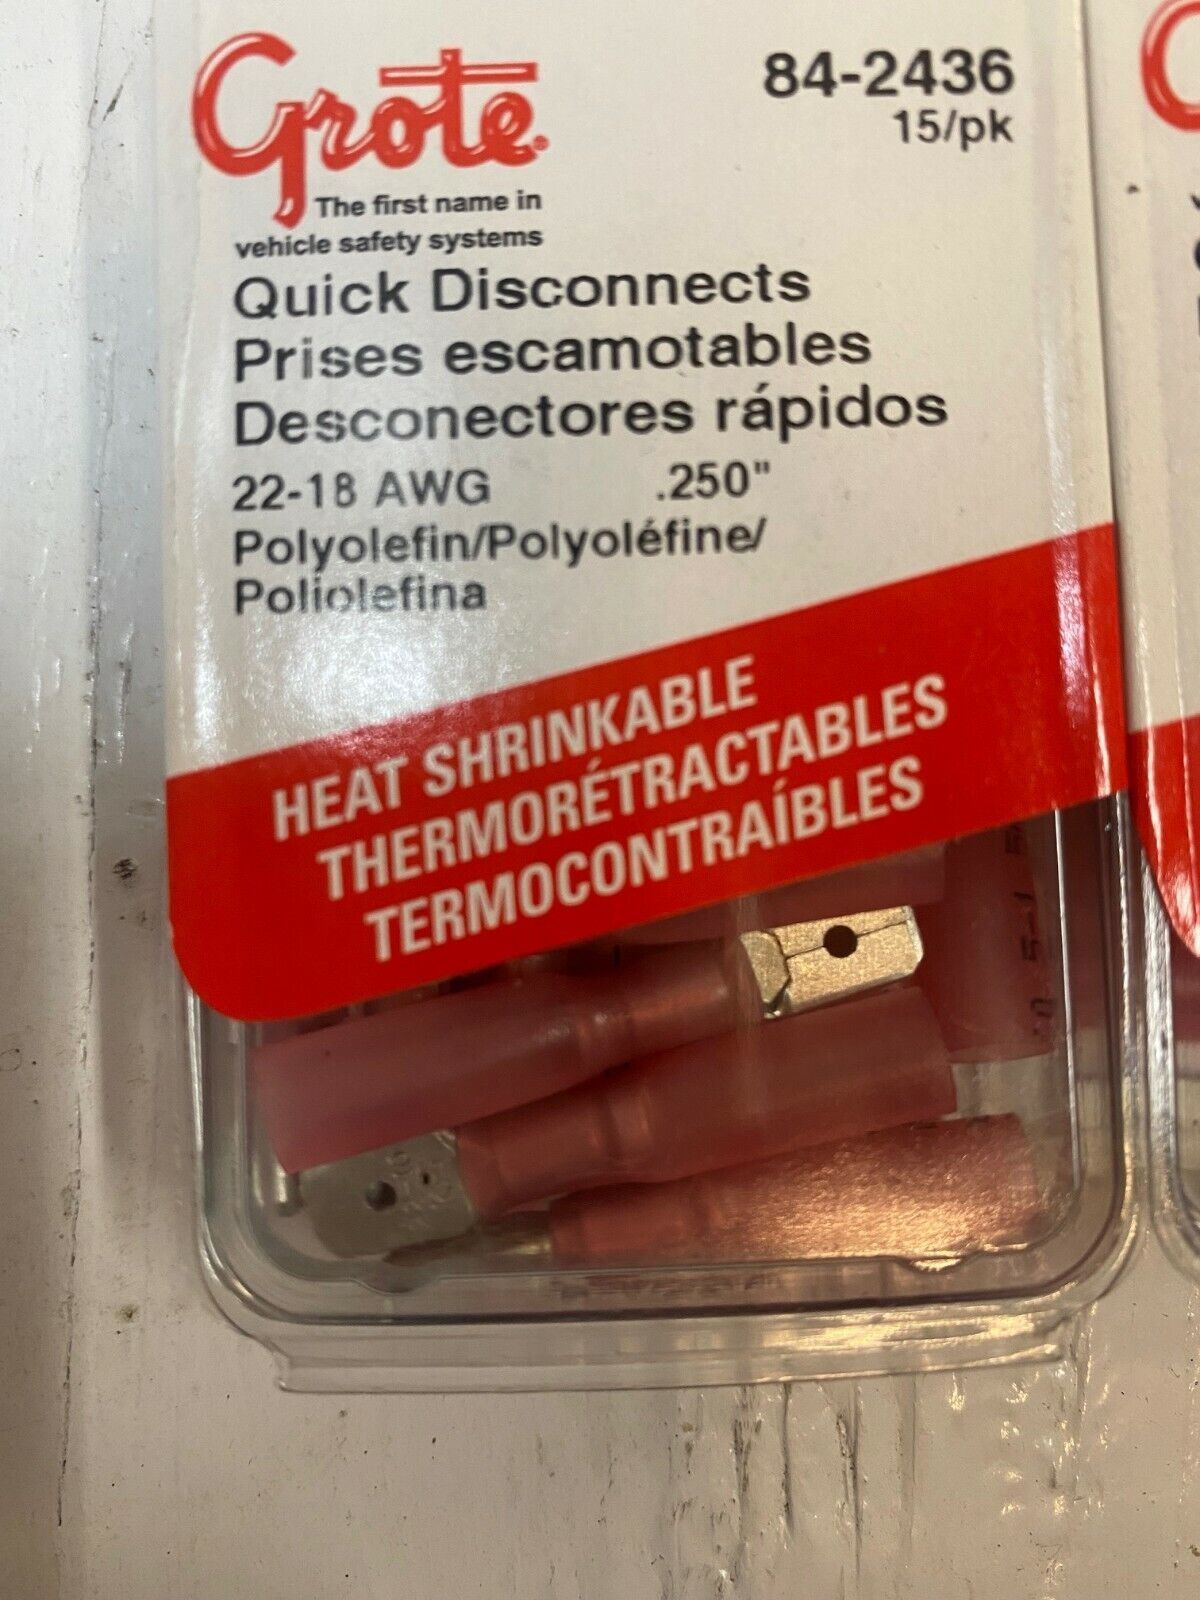 Grote®
84-2436
15/pk
The first name in
vehicle safety systems
Quick Disconnects
Prises escamotables
Desconectores rápidos
22-18 AWG .250"
Polyolefin/Polyoléfine/
Poliolefina
HEAT SHRINKABLE
THERMORÉTRACTABLES
TERMOCONTRAÍBLES